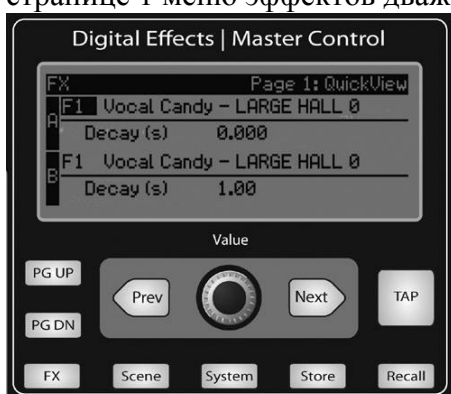 странице 1 меню эффектов дваж
Digital Effects | Master Control
FX Page 1: QuickView
A F1 Vocal Candy - LARGE HALL 0
Decay (s) 0.000
B F1 Vocal Candy - LARGE HALL 0
Decay (s) 1.00
Value
PG UP
Prev
Next
TAP
PG DN
FX Scene System Store Recall